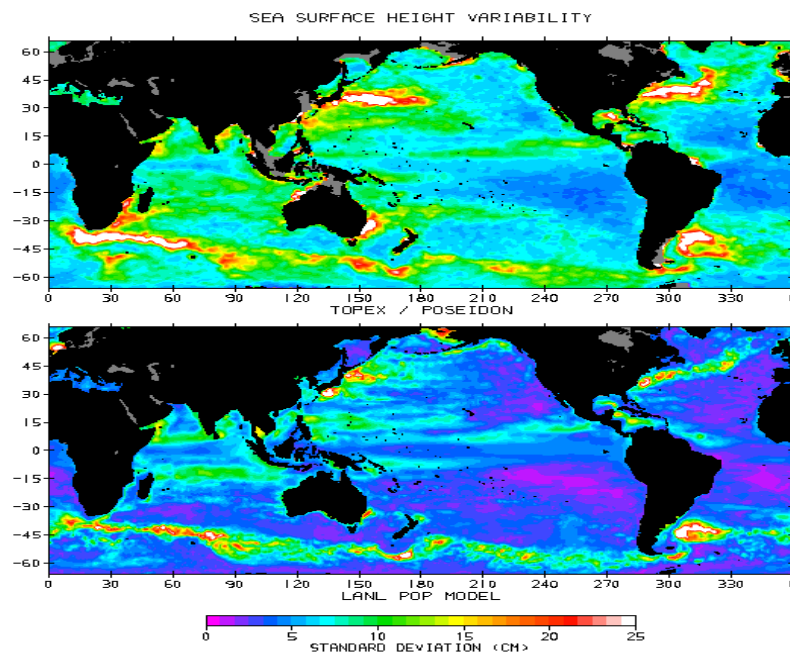 SEA SURFACE HEIGHT VARIABILITY
60
45
30
15
0
-15
-30
-45
-60
0 30 60 90 120 150 180 210 240 270 300 330
TOPEX / POSEIDON
60
45
30
15
0
-15
-30
-45
-60
0 30 60 90 120 150 180 210 240 270 300 330
LANL POP MODEL
0 5 10 15 20 25
STANDARD DEVIATION (CM)